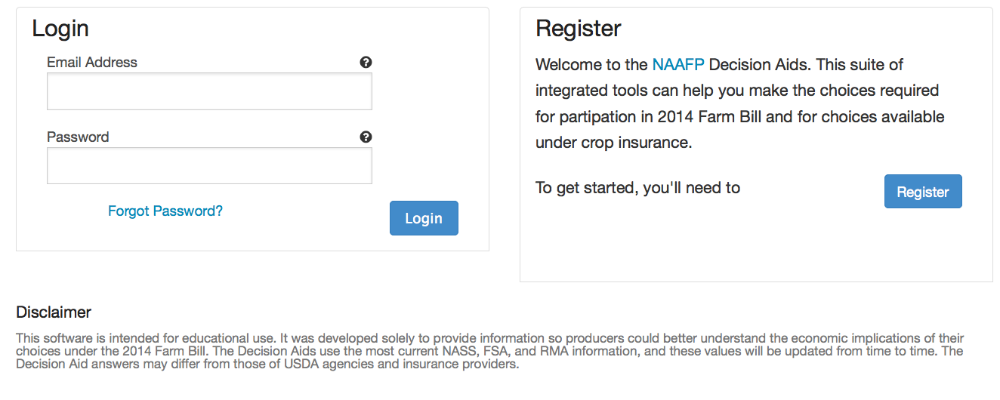 Login
Email Address
Password
Forgot Password?
Login
Register
Welcome to the NAAFP Decision Aids. This suite of
integrated tools can help you make the choices required
for partipation in 2014 Farm Bill and for choices available
under crop insurance.
To get started, you'll need to
Register
Disclaimer
This software is intended for educational use. It was developed solely to provide information so producers could better understand the economic implications of their
choices under the 2014 Farm Bill. The Decision Aids use the most current NASS, FSA, and RMA information, and these values will be updated from time to time. The
Decision Aid answers may differ from those of USDA agencies and insurance providers.